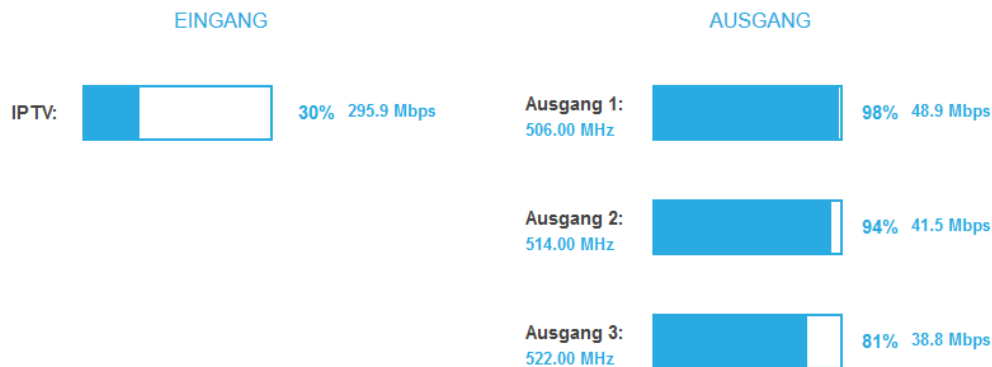 EINGANG
AUSGANG
IPTV:
30% 295.9 Mbps
Ausgang 1:
506.00 MHz
98% 48.9 Mbps
Ausgang 2:
514.00 MHz
94% 41.5 Mbps
Ausgang 3:
522.00 MHz
81% 38.8 Mbps